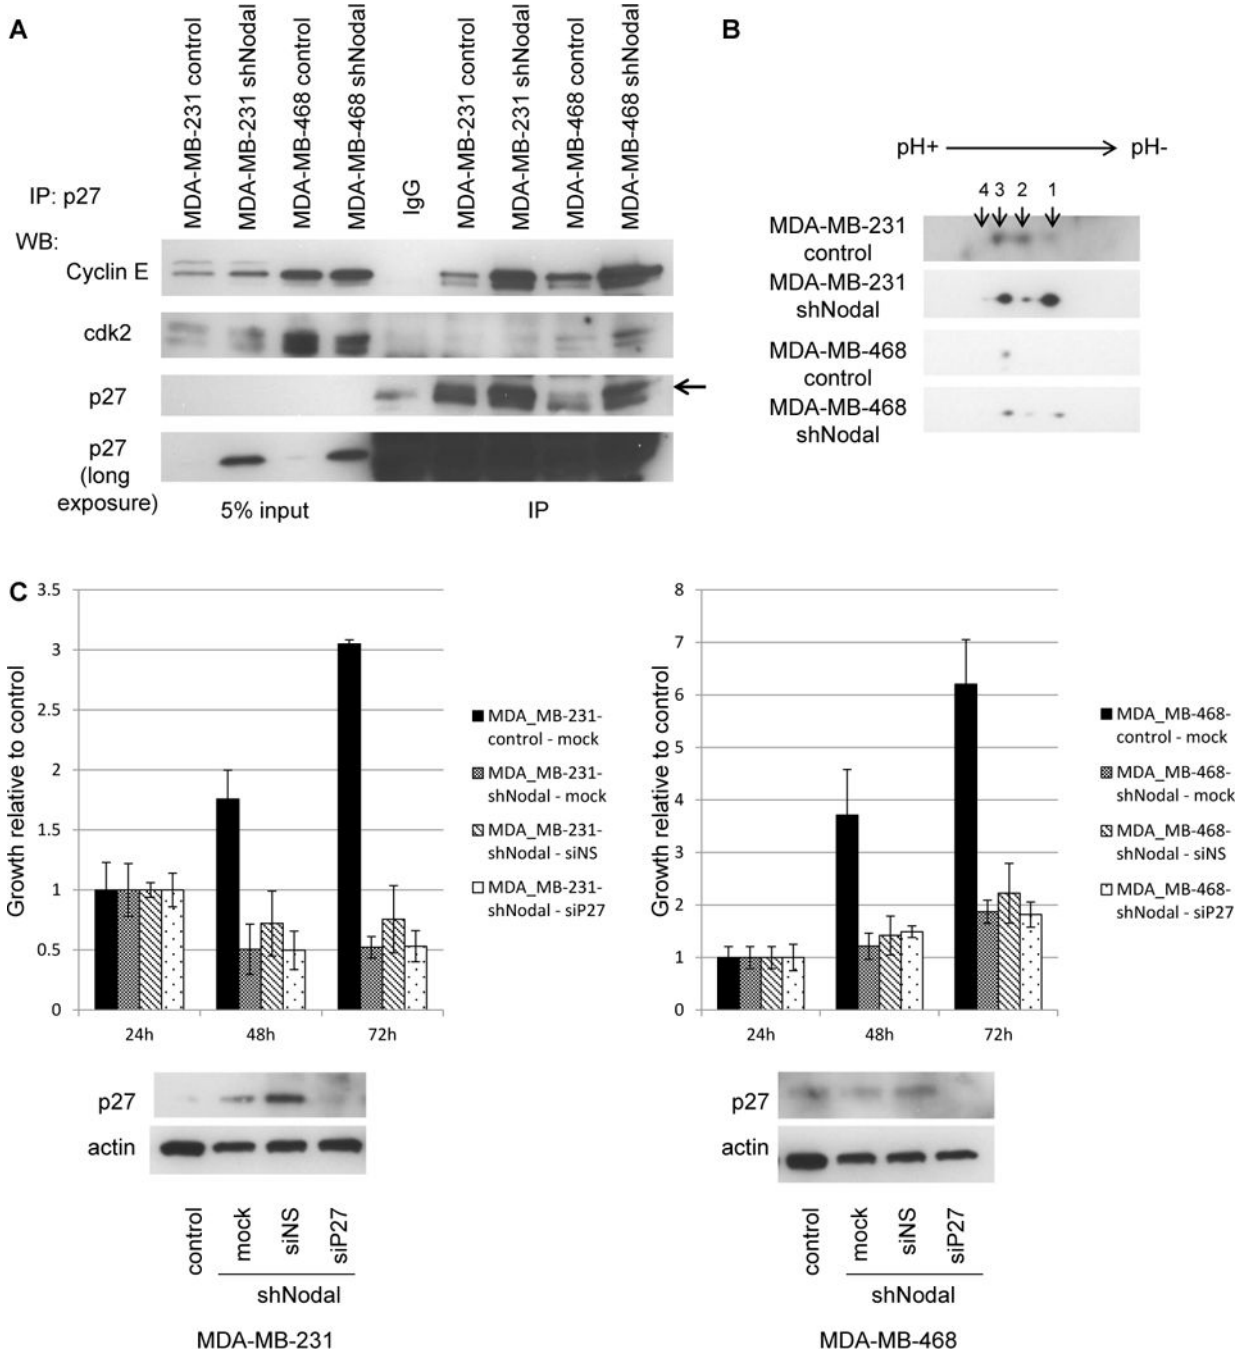 A
MDA-MB-231 control
MDA-MB-231 shNodal
MDA-MB-468 control
MDA-MB-468 shNodal
IgG
MDA-MB-231 control
MDA-MB-231 shNodal
MDA-MB-468 control
MDA-MB-468 shNodal
IP: p27
WB:
Cyclin E
cdk2
p27
p27
(long
exposure)
5% input
IP
B
pH+
pH-
4 3 2 1
MDA-MB-231
control
MDA-MB-231
shNodal
MDA-MB-468
control
MDA-MB-468
shNodal
C
Growth relative to control
3.5
3
2.5
2
1.5
1
0.5
0
24h
48h
72h
MDA_MB-231-
control - mock
MDA_MB-231-
shNodal - mock
MDA_MB-231-
shNodal - siNS
MDA_MB-231-
shNodal - siP27
p27
actin
control
mock
siNS
siP27
shNodal
MDA-MB-231
Growth relative to control
8
7
6
5
4
3
2
1
0
24h
48h
72h
MDA_MB-468-
control - mock
MDA_MB-468-
shNodal - mock
MDA_MB-468-
shNodal - siNS
MDA_MB-468-
shNodal - siP27
p27
actin
control
mock
siNS
siP27
shNodal
MDA-MB-468